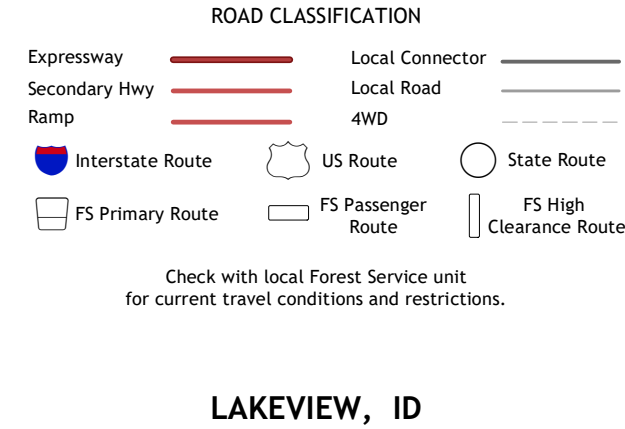 ROAD CLASSIFICATION
Expressway
Local Connector
Secondary Hwy
Local Road
Ramp
4WD
Interstate Route
US Route
State Route
FS Primary Route
FS Passenger
Route
FS High
Clearance Route
Check with local Forest Service unit
for current travel conditions and restrictions.
LAKEVIEW, ID